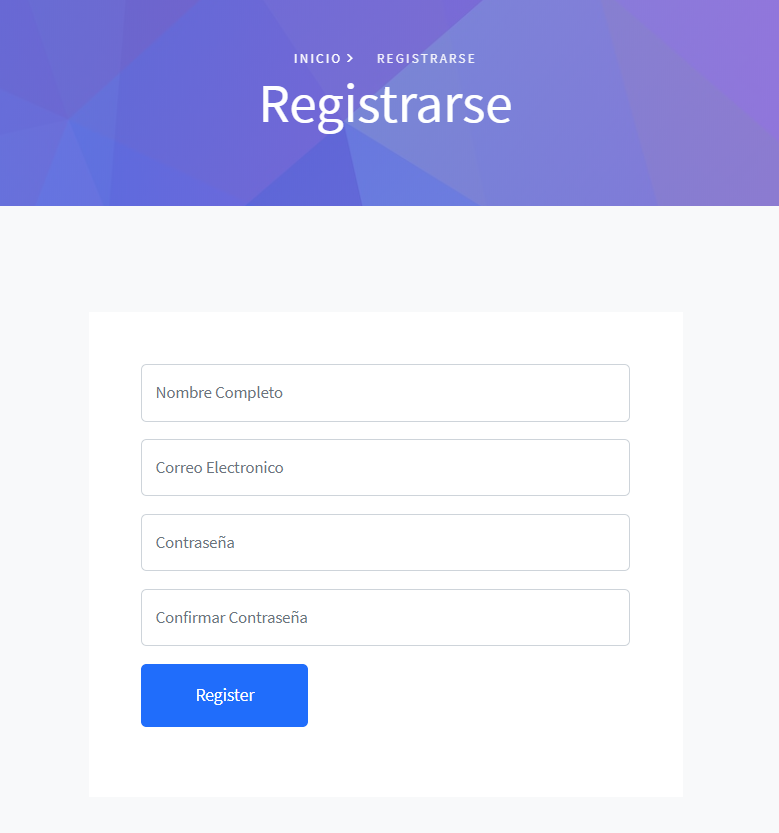 INICIO > REGISTRARSE
Registrarse
Nombre Completo
Correo Electronico
Contraseña
Confirmar Contraseña
Register